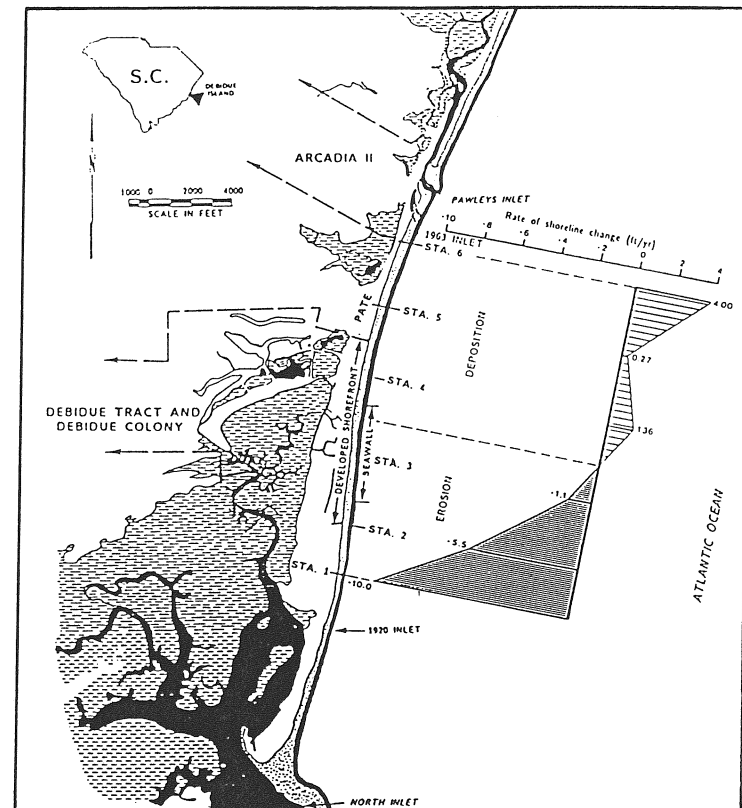 S.C.
DEBIDUE
ISLAND
ARCADIA II
1000 0 2000 4000
SCALE IN FEET
PAWLEYS INLET
Rate of shoreline change (ft/yr)
-10 -8 -6 -4 -2 0 2 4
1963 INLET
STA. 6
4.00
PATE
STA. 5
DEPOSITION
0.27
STA. 4
DEVELOPED SHOREFRONT
SEAWALL
DEBIDUE TRACT AND
DEBIDUE COLONY
1.36
STA. 3
EROSION
-1.1
STA. 2
-5.5
STA. 1
-10.0
ATLANTIC OCEAN
1920 INLET
NORTH INLET